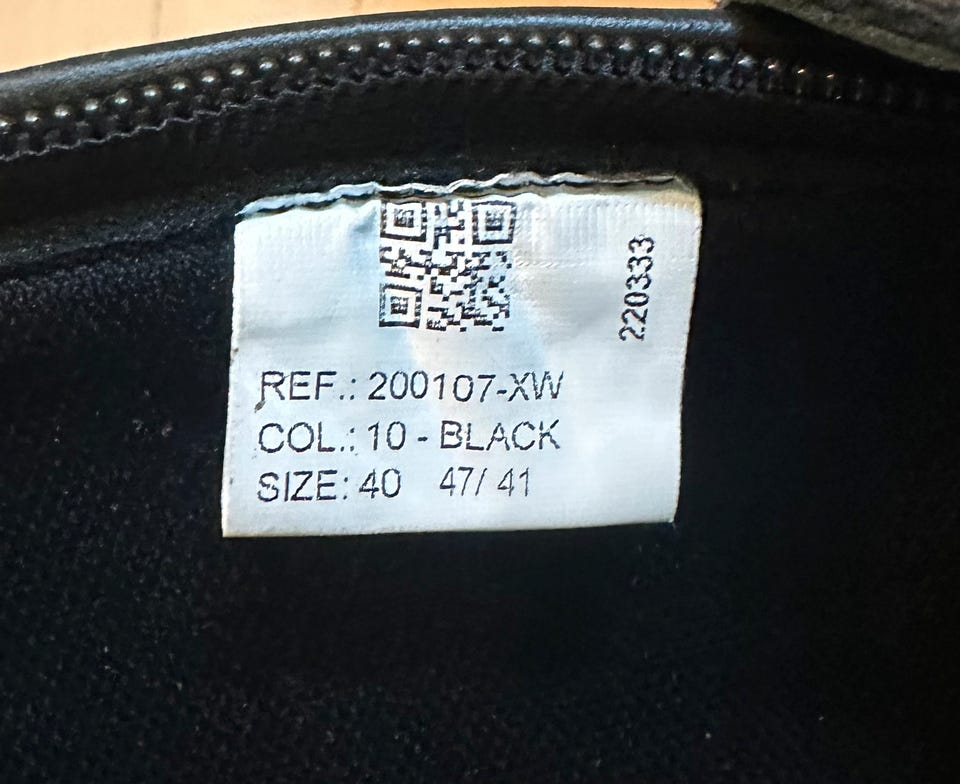 220333
REF.: 200107-XW
COL.: 10 - BLACK
SIZE: 40 47/ 41